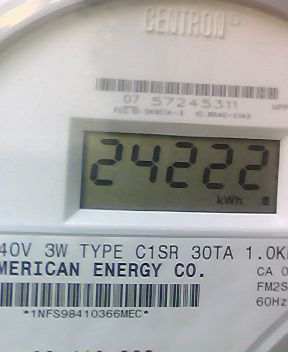 CENTRON
07 57245311
24222
kWh
40V 3W TYPE C1SR 30TA 1.0K
MERICAN ENERGY CO.
CA 0
FM2S
60Hz
*1NFS98410366MEC*